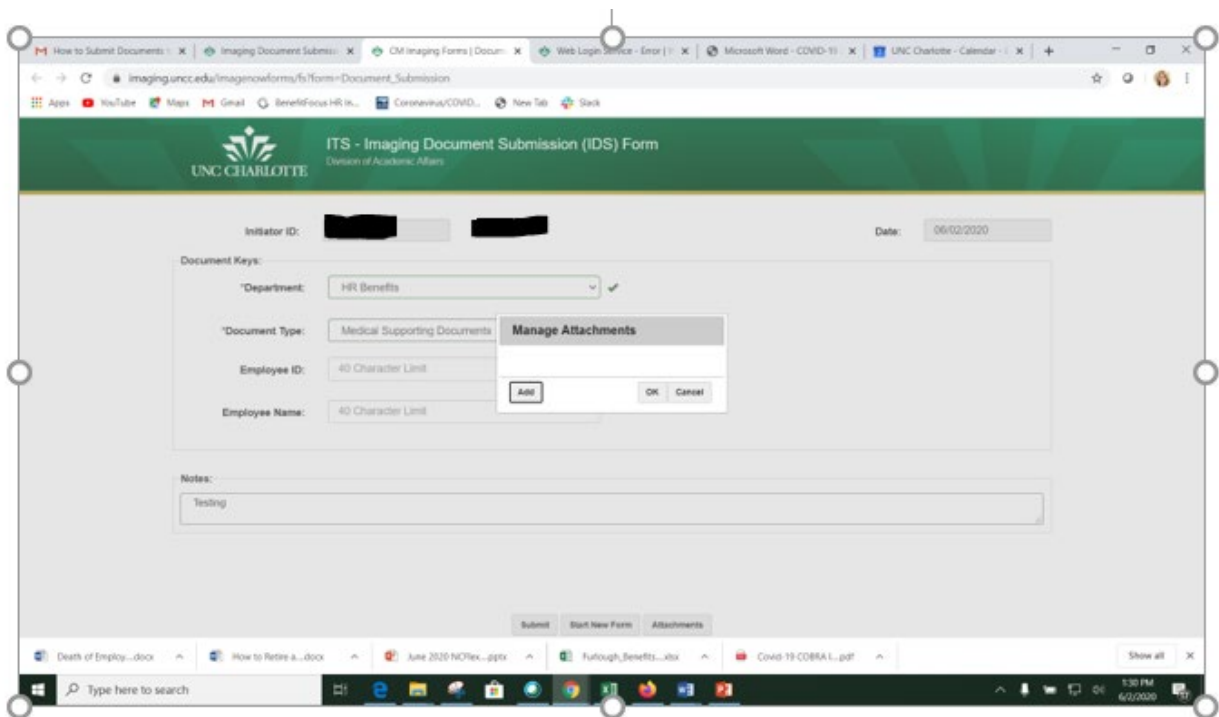 How to Submit Documents
Imaging Document Submis
CM Imaging Forms | Docum
Web Login Service - Error |
Microsoft Word - COVID-19
UNC Charlotte - Calendar -
imaging.uncc.edu/imagenowforms/fs?form=Document_Submission
Apps YouTube Maps Gmail BenefitFocus HR In... Coronavirus/COVID... New Tab Slack
UNC CHARLOTTE
ITS - Imaging Document Submission (IDS) Form
Division of Academic Affairs
Initiator ID:
Date: 06/02/2020
Document Keys:
*Department: HR Benefits
*Document Type: Medical Supporting Documents
Manage Attachments
Employee ID: 40 Character Limit
Add OK Cancel
Employee Name: 40 Character Limit
Notes:
Testing
Submit Start New Form Attachments
Death of Employ...docx How to Retire a...docx June 2020 NCFlex...pptx Furlough_Benefits...xlsx Covid-19 COBRA L...pdf Show all
Type here to search
1:30 PM
6/2/2020